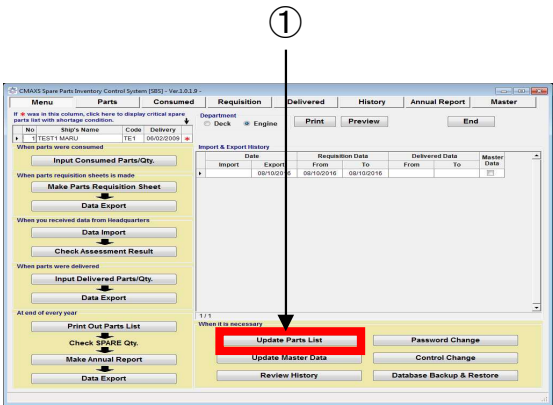 ①
CMAXS Spare Parts Inventory Control System [SBS] - Ver.1.0.1.9 -
Menu Parts Consumed Requisition Delivered History Annual Report Master
If * was in this column, click here to display critical spare
parts list with shortage condition.
No Ship's Name Code Delivery
1 TEST1 MARU TE1 06/02/2009 *
Department
Deck Engine Print Preview End
When parts were consumed
Input Consumed Parts/Qty.
When parts requisition sheets is made
Make Parts Requisition Sheet
Data Export
When you received data from Headquarters
Data Import
Check Assessment Result
When parts were delivered
Input Delivered Parts/Qty.
Data Export
At end of every year
Print Out Parts List
Check SPARE Qty.
Make Annual Report
Data Export
Import & Export History
Date Requisition Data Delivered Data Master
Import Export From To From To Data
08/10/2016 08/10/2016 08/10/2016
1 / 1
When it is necessary
Update Parts List Password Change
Update Master Data Control Change
Review History Database Backup & Restore